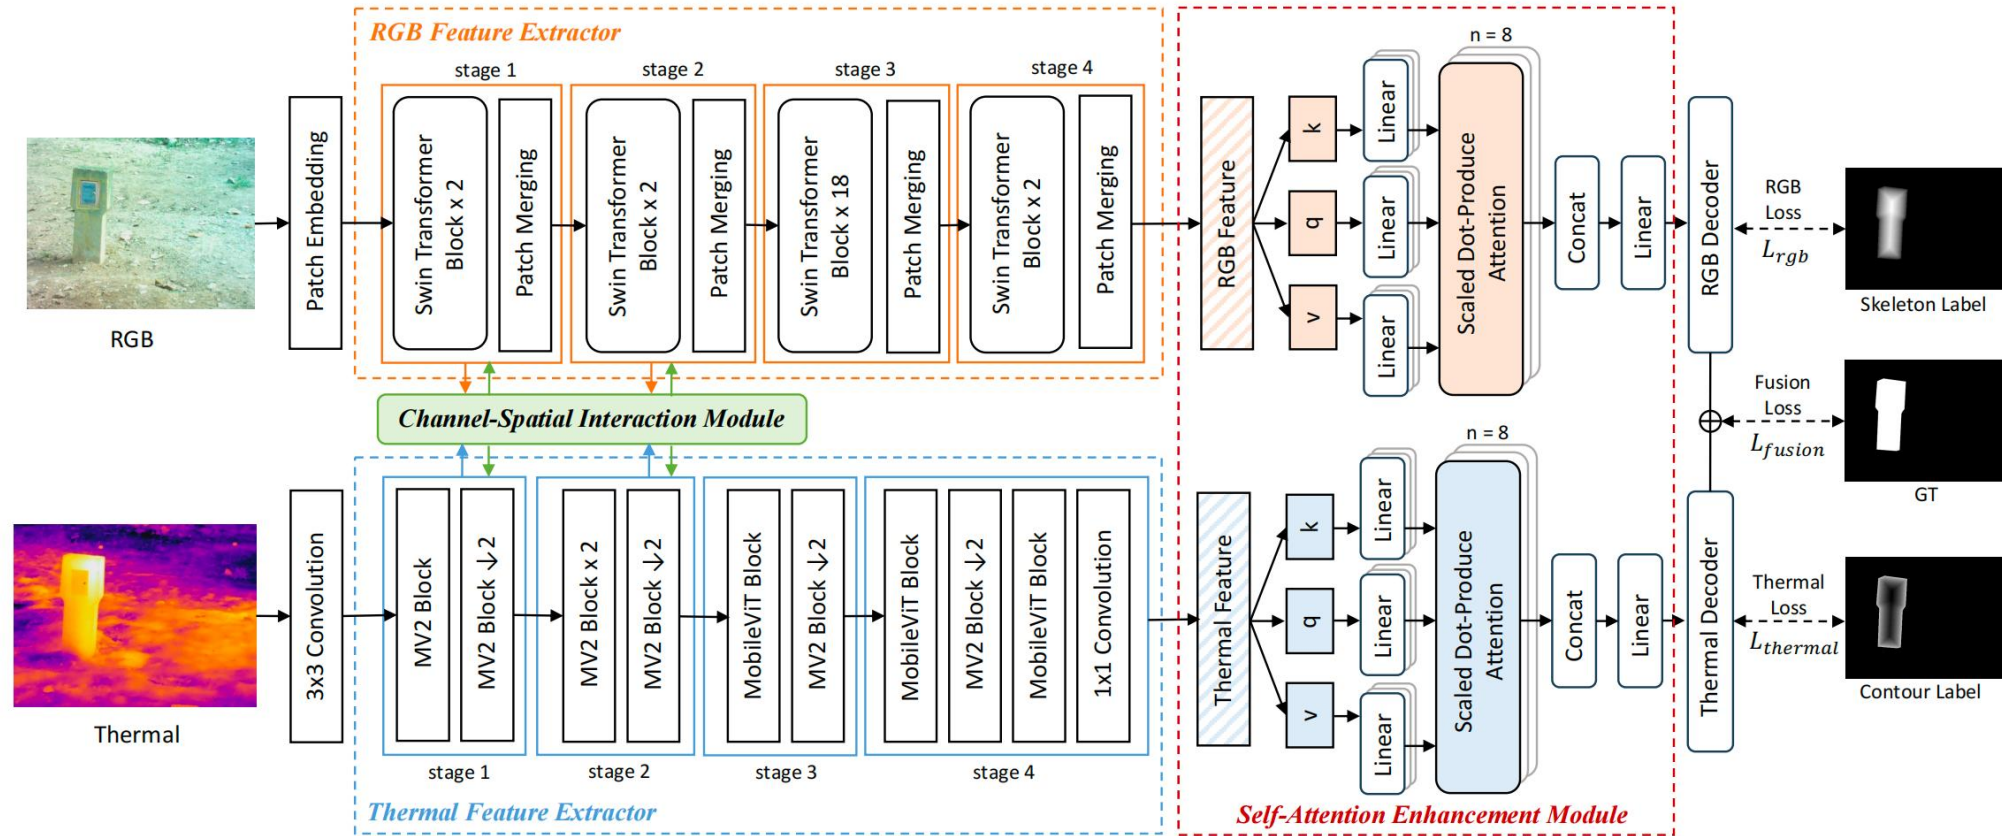 RGB Feature Extractor
stage 1
stage 2
stage 3
stage 4
RGB
Patch Embedding
Swin Transformer
Block x 2
Patch Merging
Swin Transformer
Block x 2
Patch Merging
Swin Transformer
Block x 18
Patch Merging
Swin Transformer
Block x 2
Patch Merging
RGB Feature
k
q
v
Linear
Linear
Linear
n = 8
Scaled Dot-Produce
Attention
Concat
Linear
RGB Decoder
RGB
Loss
L_rgb
Skeleton Label
Channel-Spatial Interaction Module
Fusion
Loss
L_fusion
GT
Thermal
3x3 Convolution
MV2 Block
MV2 Block ↓2
MV2 Block x 2
MV2 Block ↓2
MobileViT Block
MV2 Block ↓2
MobileViT Block
MV2 Block ↓2
MobileViT Block
1x1 Convolution
stage 1
stage 2
stage 3
stage 4
Thermal Feature Extractor
Thermal Feature
k
q
v
Linear
Linear
Linear
n = 8
Scaled Dot-Produce
Attention
Concat
Linear
Self-Attention Enhancement Module
Thermal Decoder
Thermal
Loss
L_thermal
Contour Label